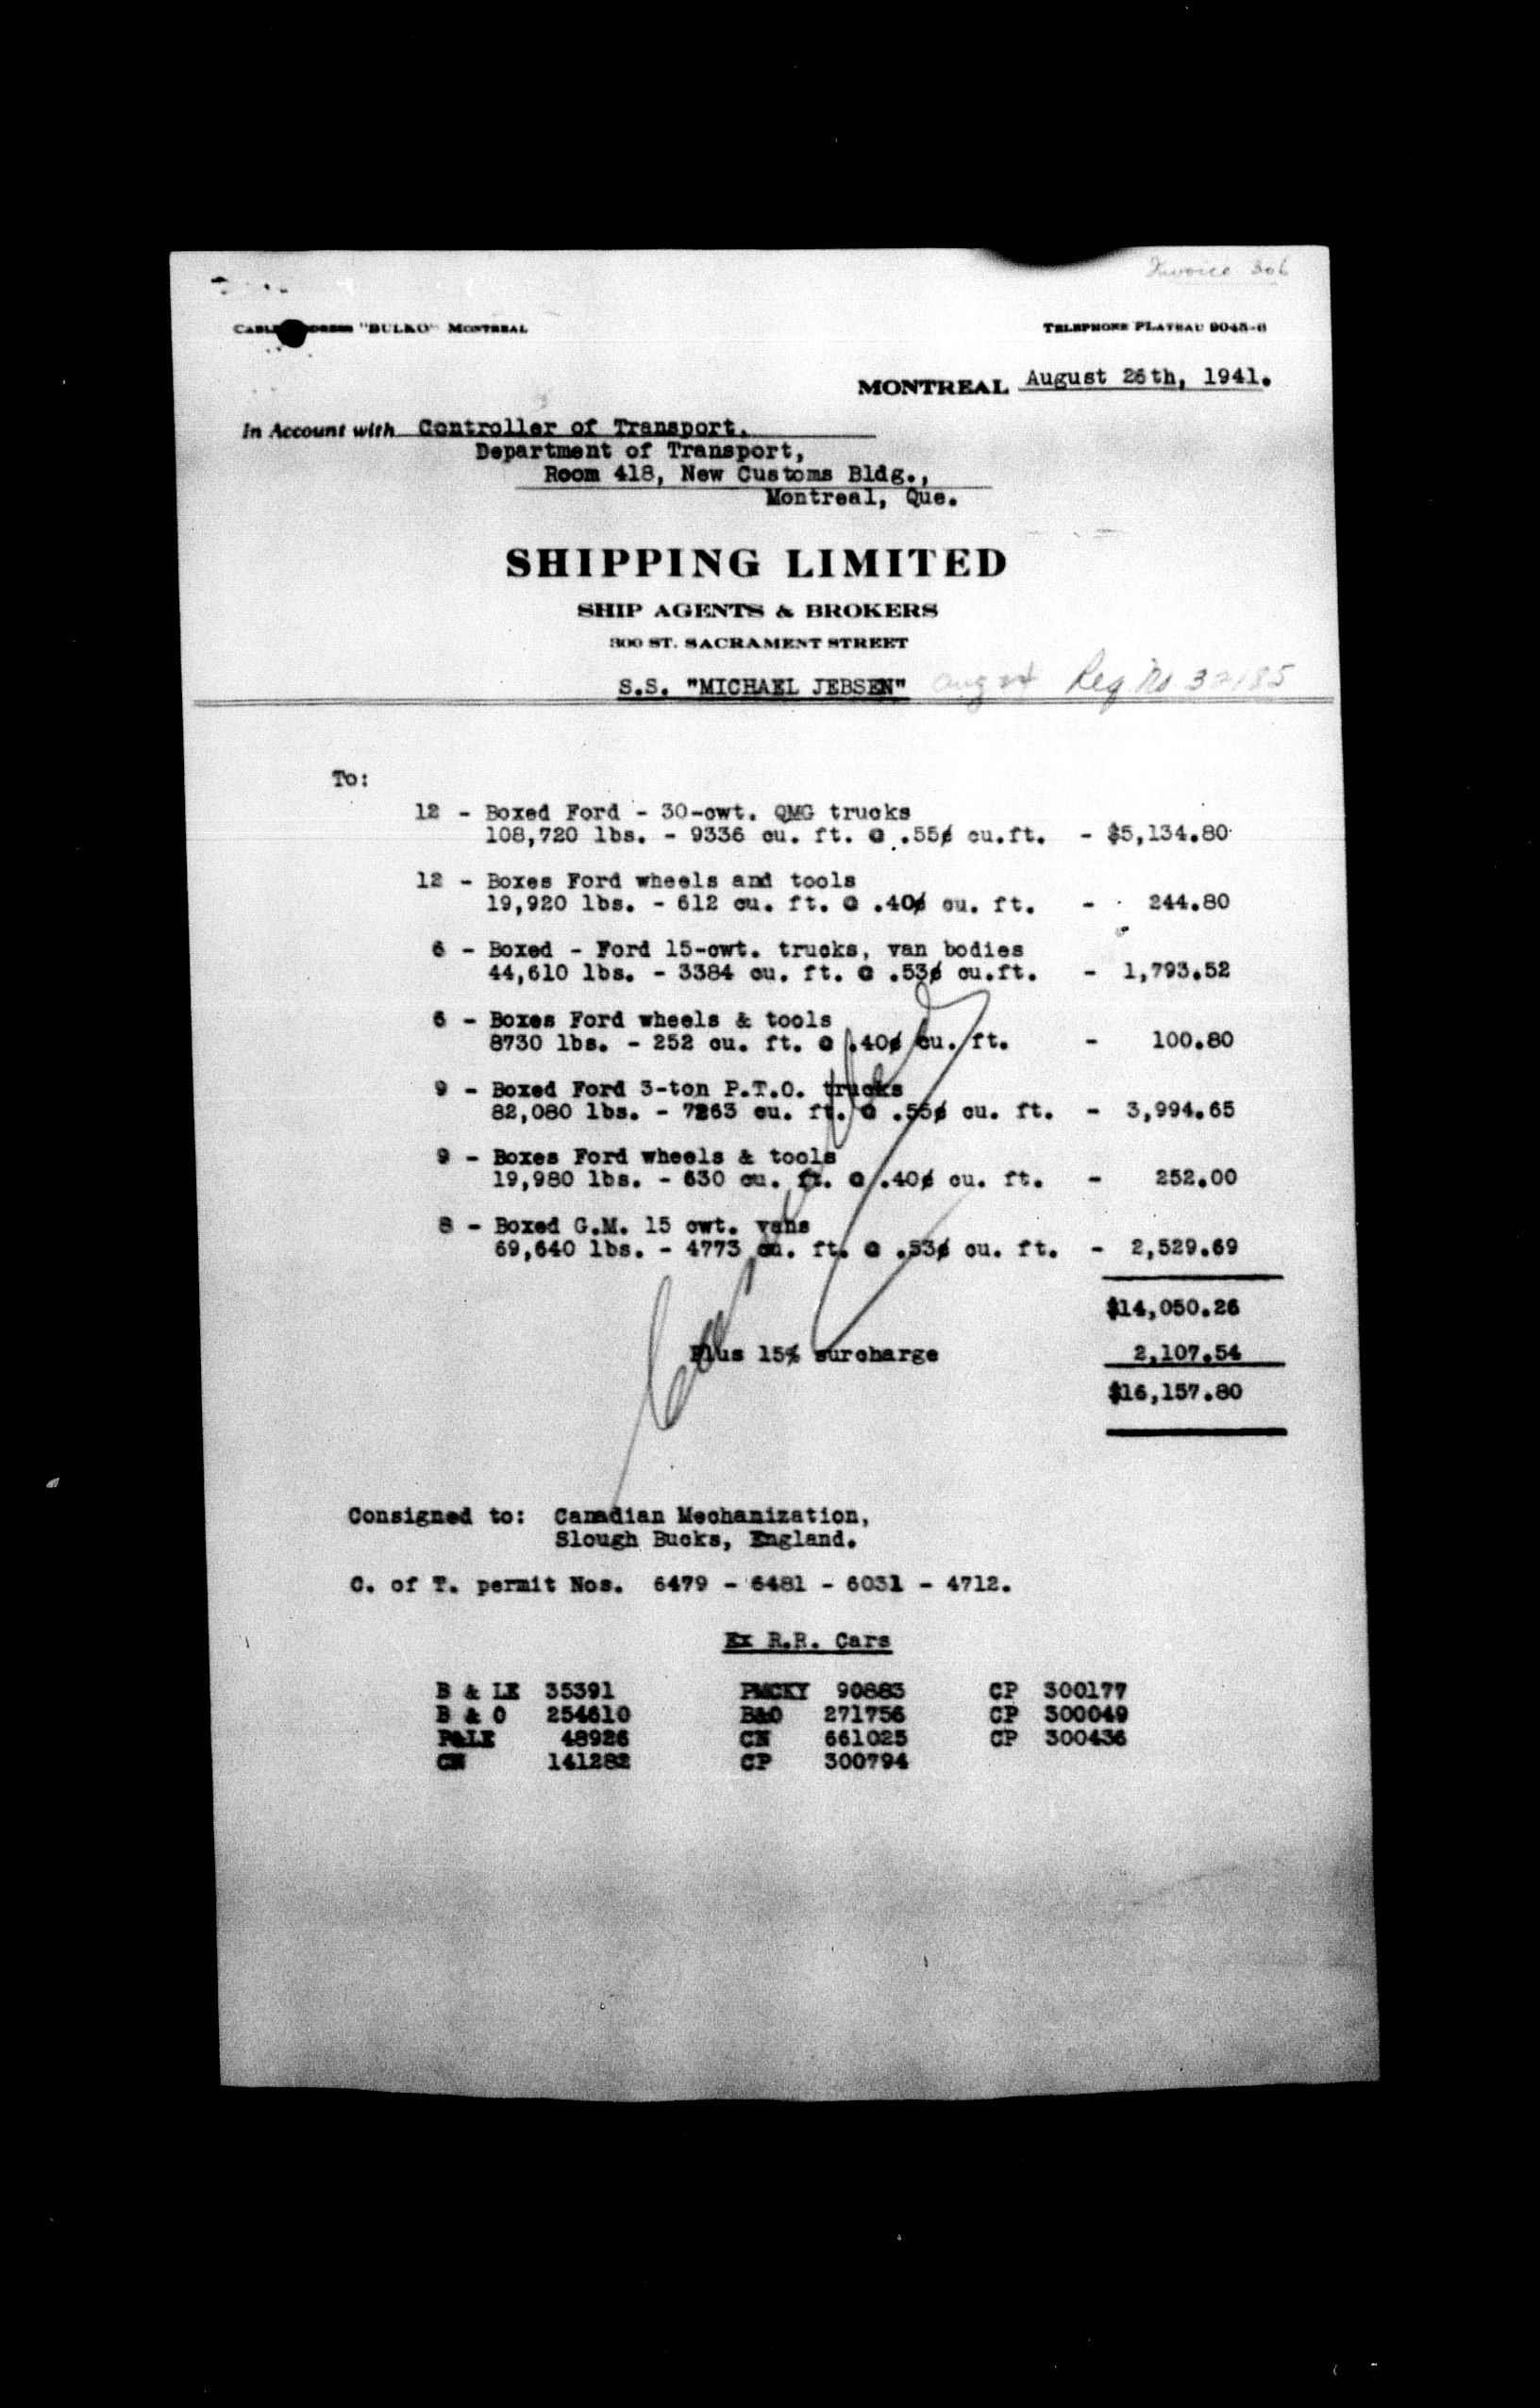 Invoice 306
"BULKO" MONTREAL
TELEPHONE PLATEAU 9045-6
MONTREAL August 26th, 1941.
In Account with Controller of Transport,
Department of Transport,
Room 418, New Customs Bldg.,
Montreal, Que.
SHIPPING LIMITED
SHIP AGENTS & BROKERS
300 ST. SACRAMENT STREET
S.S. "MICHAEL JEBSEN" Aug 24 Reg No 32185
To:
12 - Boxed Ford - 30-cwt. QMG trucks
108,720 lbs. - 9336 cu. ft. @ .55¢ cu.ft. - $5,134.80
12 - Boxes Ford wheels and tools
19,920 lbs. - 612 cu. ft. @ .40¢ cu. ft. - 244.80
6 - Boxed - Ford 15-cwt. trucks, van bodies
44,610 lbs. - 3384 cu. ft. @ .53¢ cu.ft. - 1,793.52
6 - Boxes Ford wheels & tools
8730 lbs. - 252 cu. ft. @ .40¢ cu. ft. - 100.80
9 - Boxed Ford 3-ton P.T.O. trucks
82,080 lbs. - 7263 cu. ft. @ .55¢ cu. ft. - 3,994.65
9 - Boxes Ford wheels & tools
19,980 lbs. - 630 cu. ft. @ .40¢ cu. ft. - 252.00
8 - Boxed G.M. 15 cwt. vans
69,640 lbs. - 4773 cu. ft. @ .53¢ cu. ft. - 2,529.69
$14,050.26
Plus 15% surcharge 2,107.54
$16,157.80
Consigned to: Canadian Mechanization,
Slough Bucks, England.
C. of T. permit Nos. 6479 - 6481 - 6031 - 4712.
Ex R.R. Cars
B & LE 35391 PMCKY 90883 CP 300177
B & O 254610 B&O 271756 CP 300049
P&LE 48926 CN 661025 CP 300436
CN 141282 CP 300794